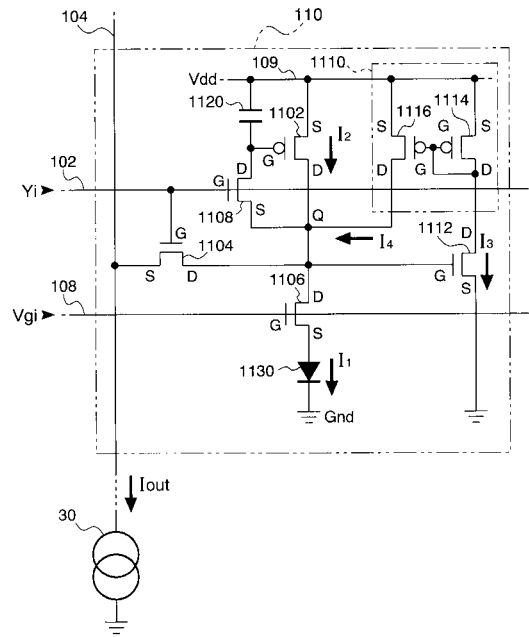 104
110
109
1110
Vdd
1120
1102
S
I2
S
1116
1114
S
G
D
G
G
D
D
102
D
Yi
G
1108
S
Q
I4
D
1112
I3
G
1104
S
D
1106
G
S
108
D
Vgi
G
S
1130
I1
Gnd
Iout
30